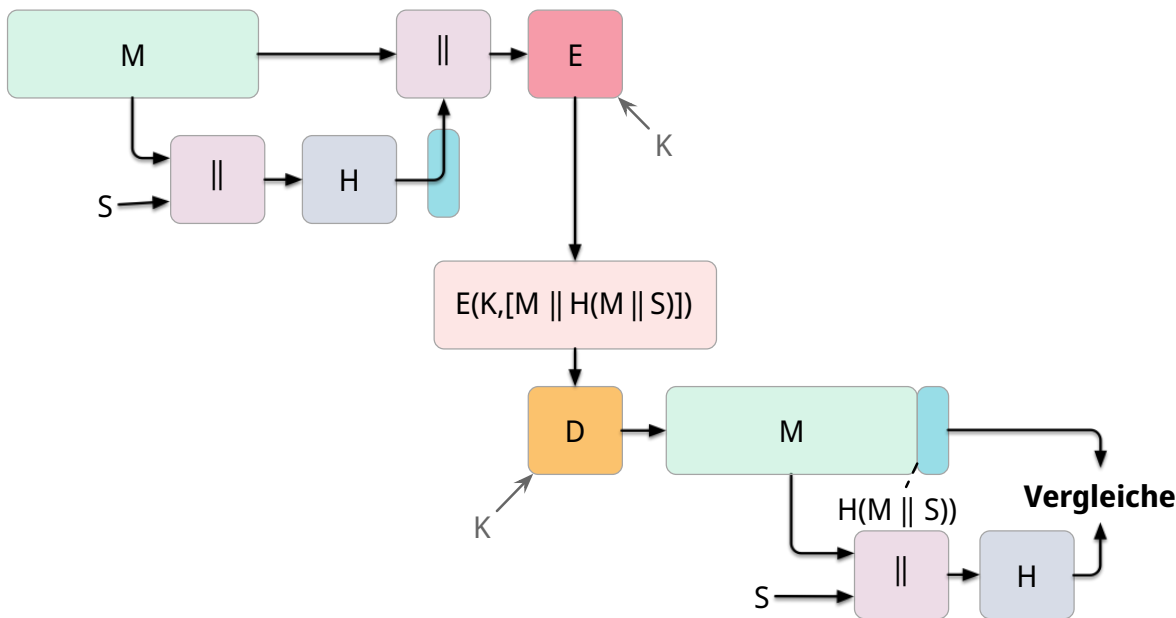 M
||
E
K
||
H
S
E(K,[M || H(M || S)])
D
M
K
H(M || S))
Vergleiche
||
H
S